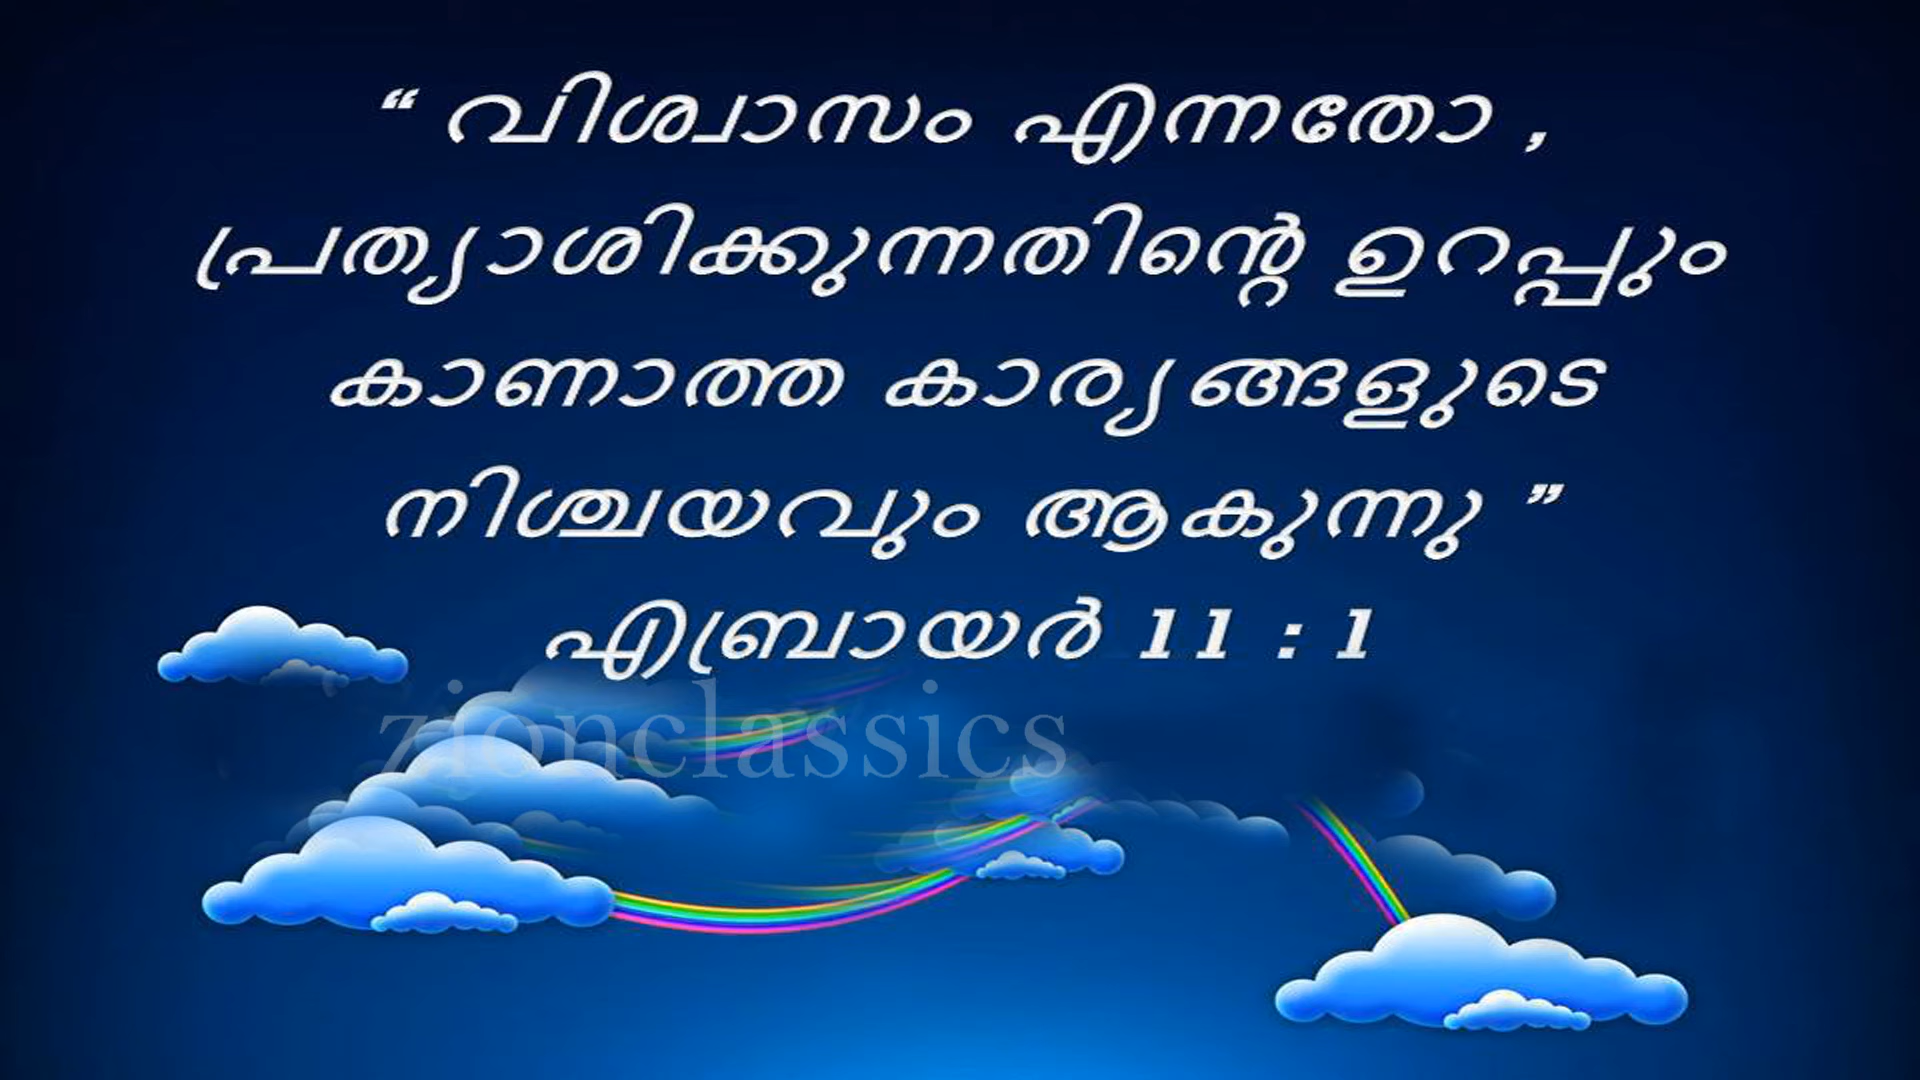 “ വിശ്വാസം എന്നതോ ,
പ്രത്യാശിക്കുന്നതിന്റെ ഉറപ്പും
കാണാത്ത കാര്യങ്ങളുടെ
നിശ്ചയവും ആകുന്നു ”
എബ്രായർ 11 : 1
zionclassics